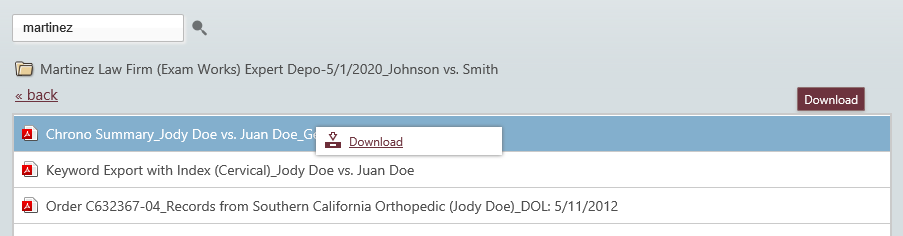 martinez
Martinez Law Firm (Exam Works) Expert Depo-5/1/2020_Johnson vs. Smith
« back
Download
Chrono Summary_Jody Doe vs. Juan Doe_G
Download
Keyword Export with Index (Cervical)_Jody Doe vs. Juan Doe
Order C632367-04_Records from Southern California Orthopedic (Jody Doe)_DOL: 5/11/2012